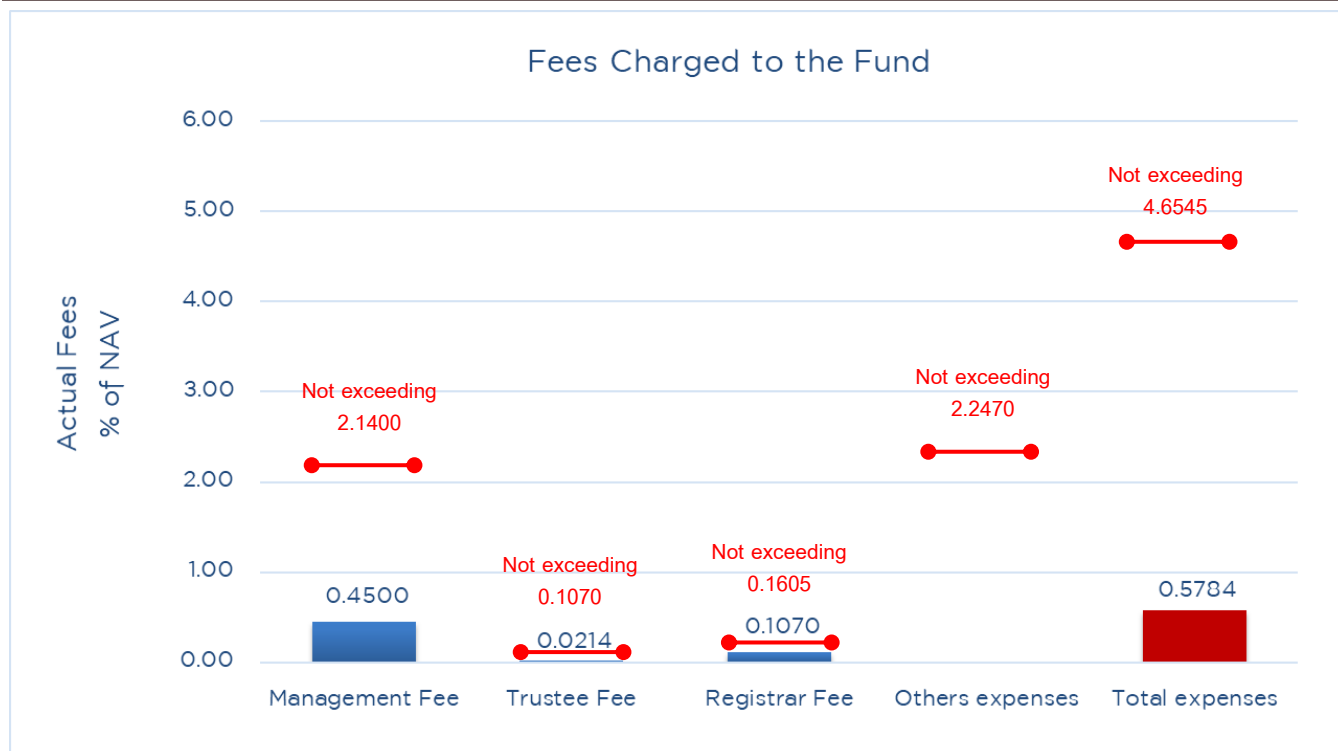 Fees Charged to the Fund
Actual Fees
% of NAV
6.00
5.00
4.00
3.00
2.00
1.00
0.00
Not exceeding
2.1400
0.4500
Not exceeding
0.1070
0.0214
Not exceeding
0.1605
0.1070
Not exceeding
2.2470
Not exceeding
4.6545
0.5784
Management Fee
Trustee Fee
Registrar Fee
Others expenses
Total expenses